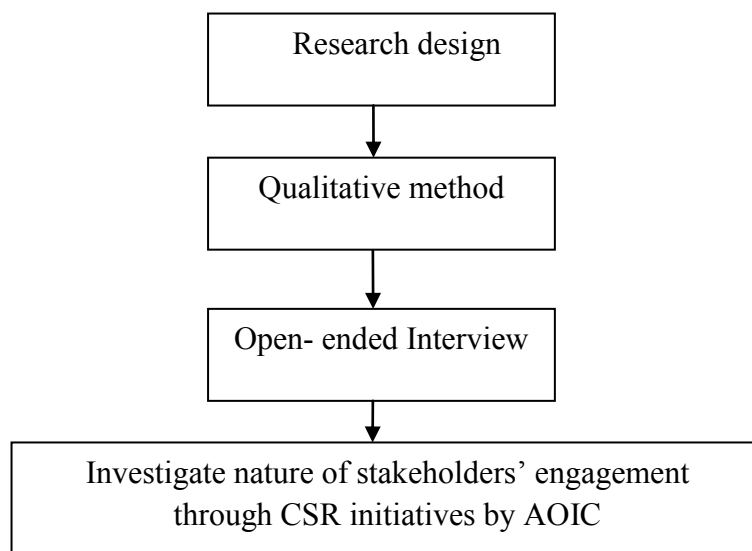 Research design
Qualitative method
Open- ended Interview
Investigate nature of stakeholders’ engagement
through CSR initiatives by AOIC